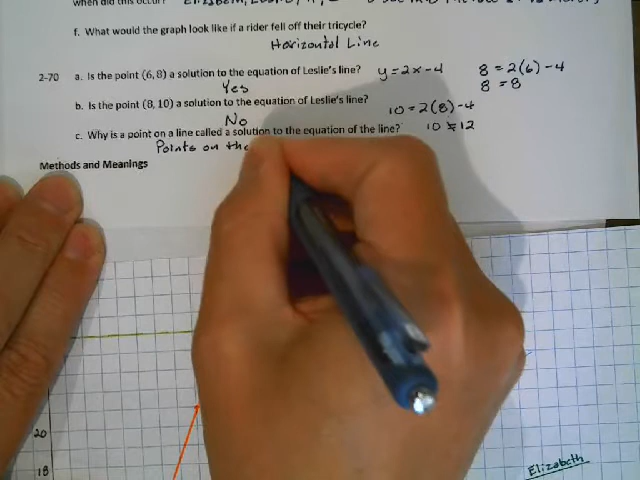 when did this occur?
f. What would the graph look like if a rider fell off their tricycle?
Horizontal Line
2-70 a. Is the point (6, 8) a solution to the equation of Leslie's line? y = 2x - 4 8 = 2(6) - 4
Yes 8 = 8
b. Is the point (8, 10) a solution to the equation of Leslie's line? 10 = 2(8) - 4
No
c. Why is a point on a line called a solution to the equation of the line? 10 ≠ 12
Points on the
Methods and Meanings
20
18
Elizabeth